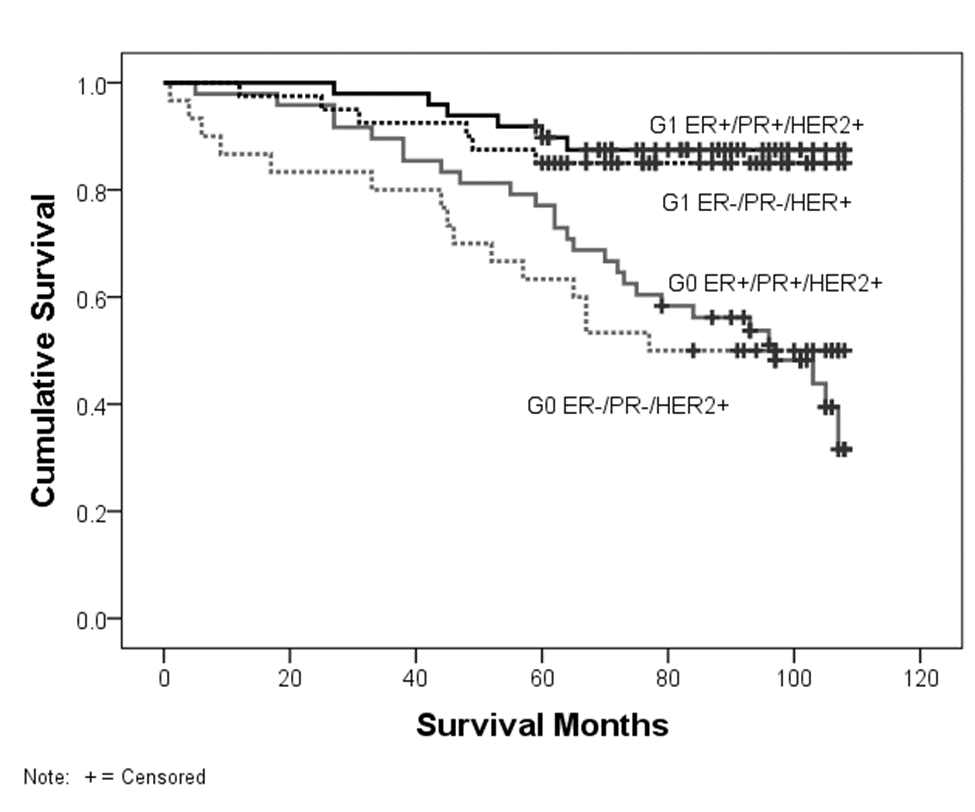 1.0
0.8
0.6
0.4
0.2
0.0
Cumulative Survival
G1 ER+/PR+/HER2+
G1 ER-/PR-/HER+
G0 ER+/PR+/HER2+
G0 ER-/PR-/HER2+
0 20 40 60 80 100 120
Survival Months
Note: + = Censored